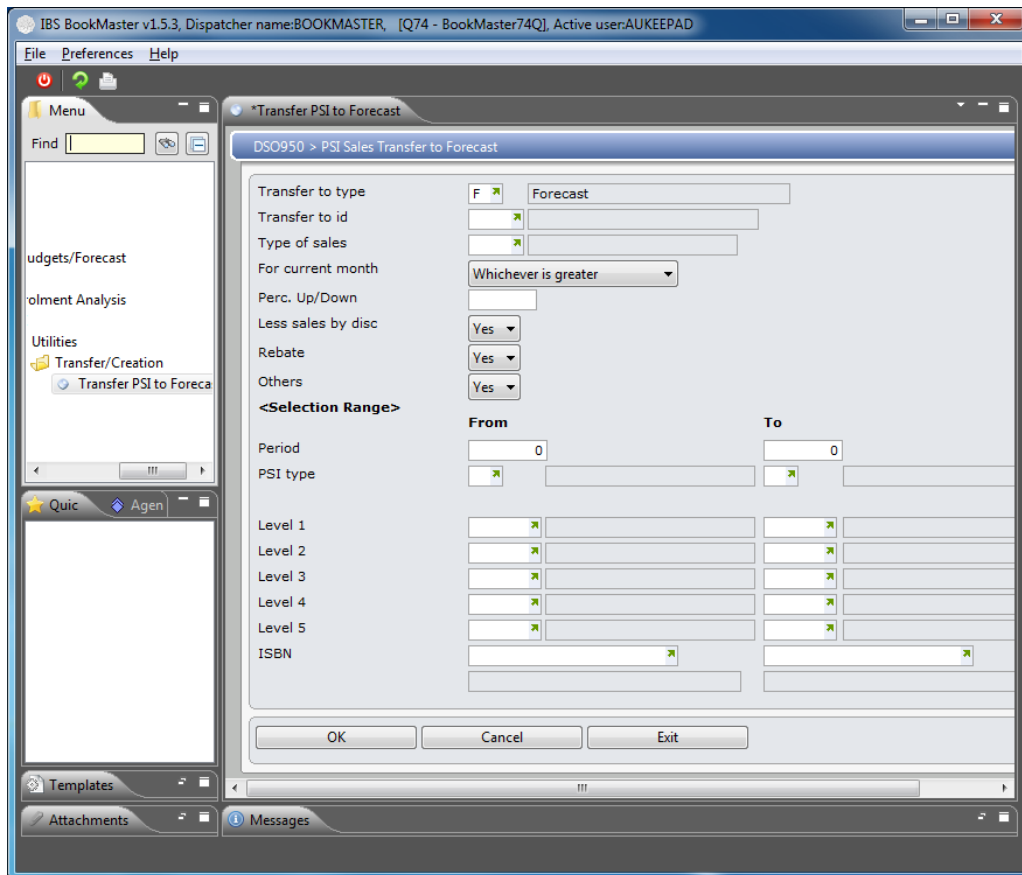 IBS BookMaster v1.5.3, Dispatcher name:BOOKMASTER, [Q74 - BookMaster74Q], Active user:AUKEEPAD
File Preferences Help
Menu
Find
udgets/Forecast
olment Analysis
Utilities
Transfer/Creation
Transfer PSI to Foreca
Quic Agen
Templates
Attachments
*Transfer PSI to Forecast
DSO950 > PSI Sales Transfer to Forecast
Transfer to type F Forecast
Transfer to id
Type of sales
For current month Whichever is greater
Perc. Up/Down
Less sales by disc Yes
Rebate Yes
Others Yes
<Selection Range>
From To
Period 0 0
PSI type
Level 1
Level 2
Level 3
Level 4
Level 5
ISBN
OK Cancel Exit
Messages